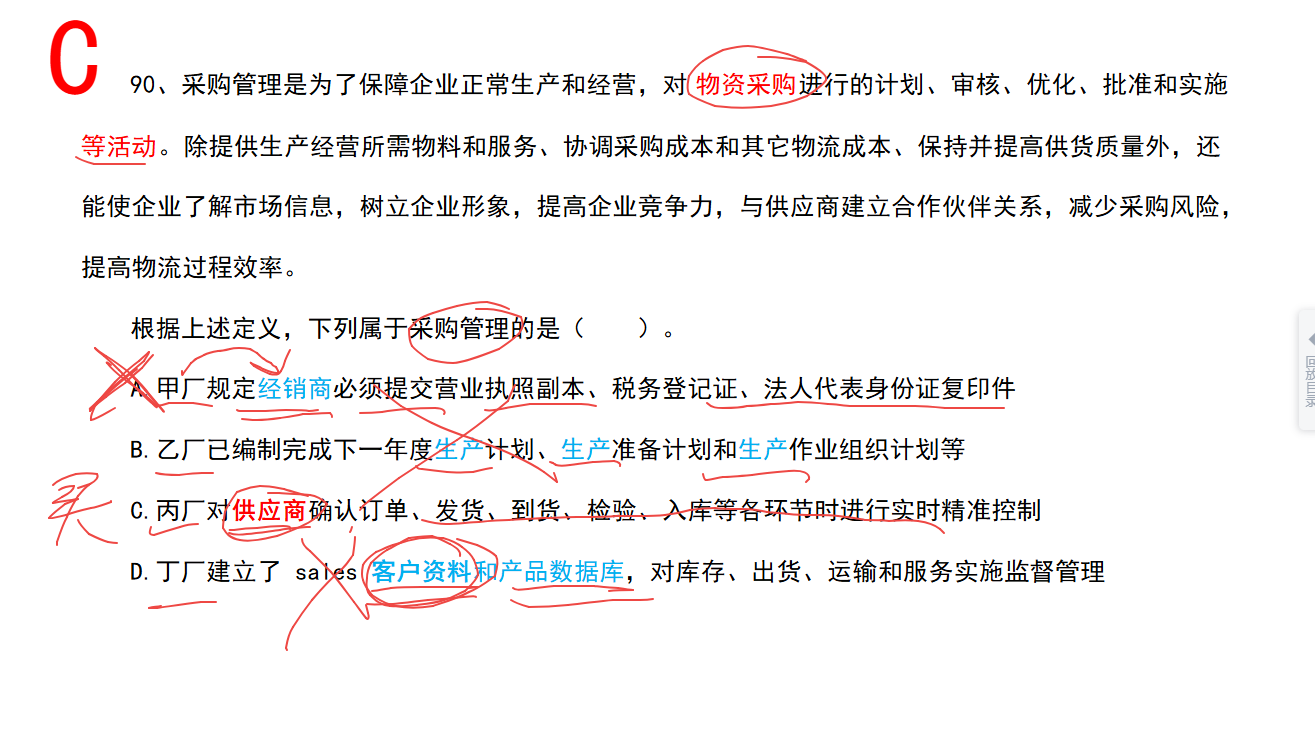 C
90、采购管理是为了保障企业正常生产和经营，对物资采购进行的计划、审核、优化、批准和实施
等活动。除提供生产经营所需物料和服务、协调采购成本和其它物流成本、保持并提高供货质量外，还
能使企业了解市场信息，树立企业形象，提高企业竞争力，与供应商建立合作伙伴关系，减少采购风险，
提高物流过程效率。
根据上述定义，下列属于采购管理的是（　　）。
A.甲厂规定经销商必须提交营业执照副本、税务登记证、法人代表身份证复印件
B.乙厂已编制完成下一年度生产计划、生产准备计划和生产作业组织计划等
C.丙厂对供应商确认订单、发货、到货、检验、入库等各环节时进行实时精准控制
D.丁厂建立了 sales 客户资料和产品数据库，对库存、出货、运输和服务实施监督管理
买
回放目录